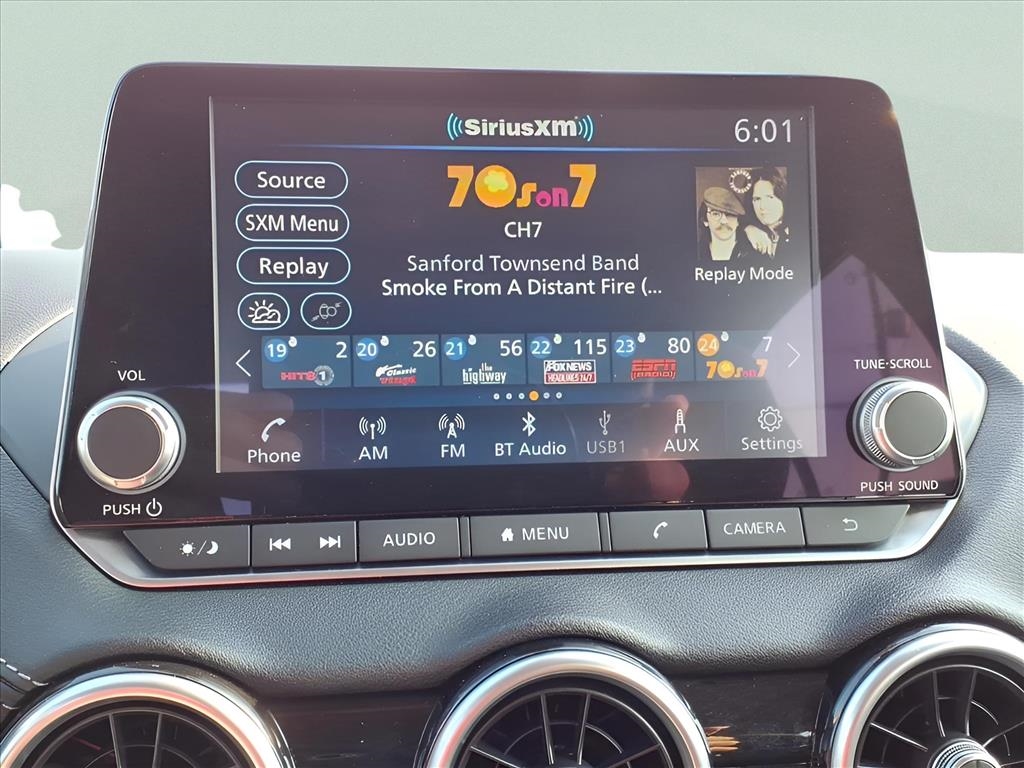 SiriusXM
6:01
Source
70s on 7
SXM Menu
CH7
Replay
Sanford Townsend Band
Replay Mode
Smoke From A Distant Fire (...
19 2 20 26 21 56 22 115 23 80 24 7
HITS 1
Classic Vinyl
the highway
FOX NEWS HEADLINES 24/7
ESPN RADIO
70s on 7
VOL
TUNE·SCROLL
Phone
AM
FM
BT Audio
USB1
AUX
Settings
PUSH
PUSH SOUND
AUDIO
MENU
CAMERA